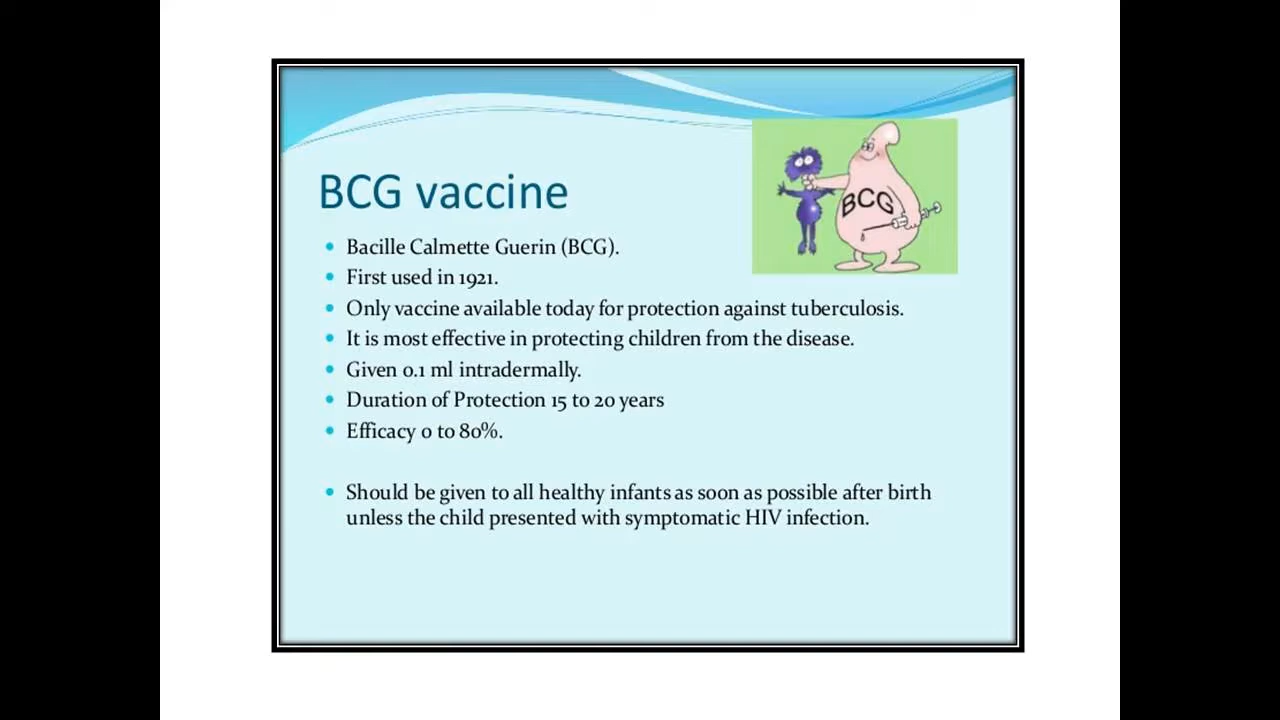 BCG vaccine
BCG
Bacille Calmette Guerin (BCG).
First used in 1921.
Only vaccine available today for protection against tuberculosis.
It is most effective in protecting children from the disease.
Given 0.1 ml intradermally.
Duration of Protection 15 to 20 years
Efficacy 0 to 80%.
Should be given to all healthy infants as soon as possible after birth
unless the child presented with symptomatic HIV infection.